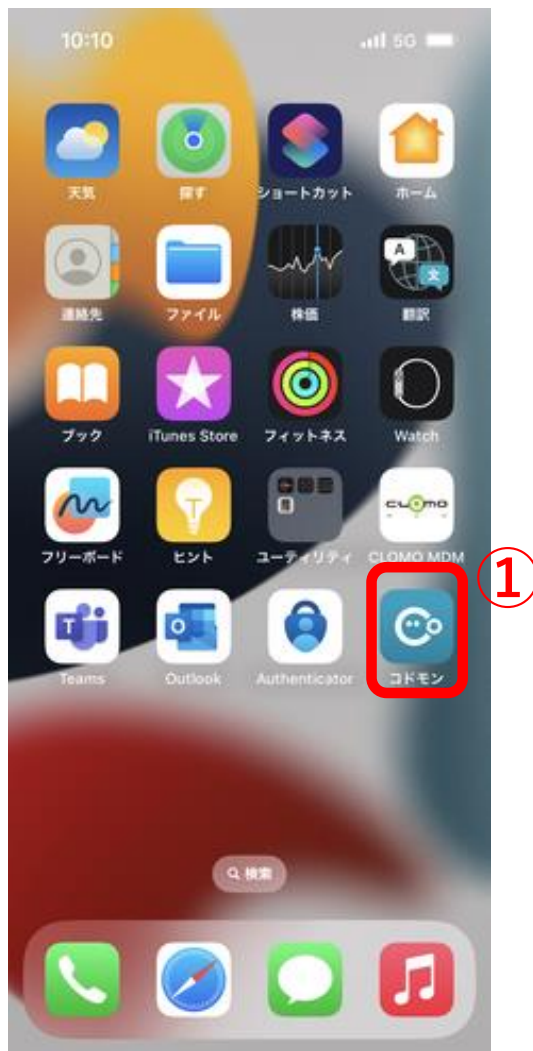 10:10 5G
天気 探す ショートカット ホーム
A
文
連絡先 ファイル 株価 翻訳
ブック iTunes Store フィットネス Watch
T
CLOMO
フリーボード ヒント ユーティリティ CLOMO MDM
①
T
O
Teams Outlook Authenticator コドモン
検索